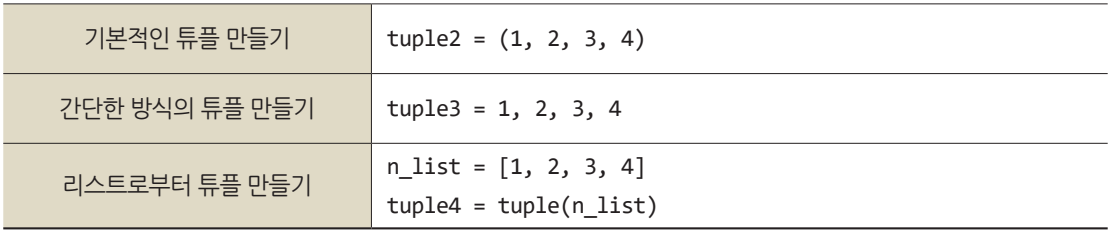 기본적인 튜플 만들기
tuple2 = (1, 2, 3, 4)
간단한 방식의 튜플 만들기
tuple3 = 1, 2, 3, 4
리스트로부터 튜플 만들기
n_list = [1, 2, 3, 4]
tuple4 = tuple(n_list)